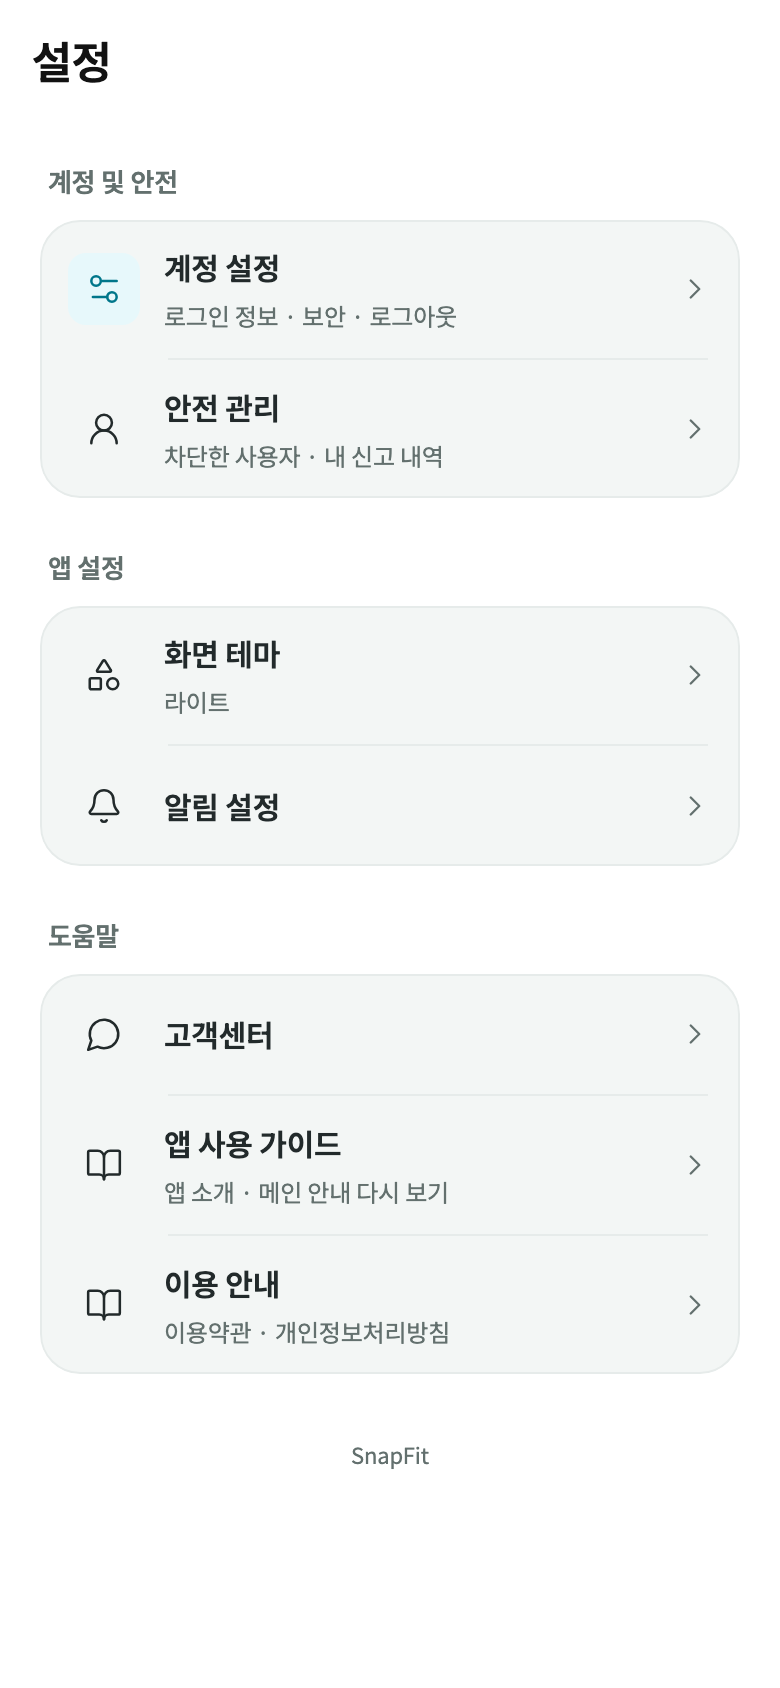 설정
계정 및 안전
계정 설정
로그인 정보 · 보안 · 로그아웃
안전 관리
차단한 사용자 · 내 신고 내역
앱 설정
화면 테마
라이트
알림 설정
도움말
고객센터
앱 사용 가이드
앱 소개 · 메인 안내 다시 보기
이용 안내
이용약관 · 개인정보처리방침
SnapFit